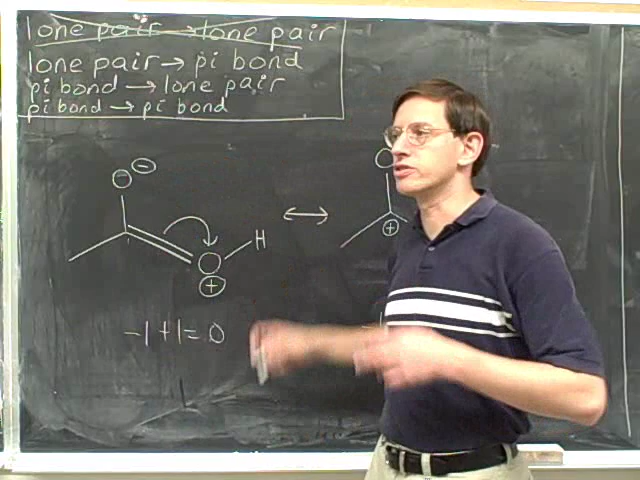 lone pair → lone pair
lone pair → pi bond
pi bond → lone pair
pi bond → pi bond
O ⊖
O
H
⊕
↔
O
⊕
-1+1=0